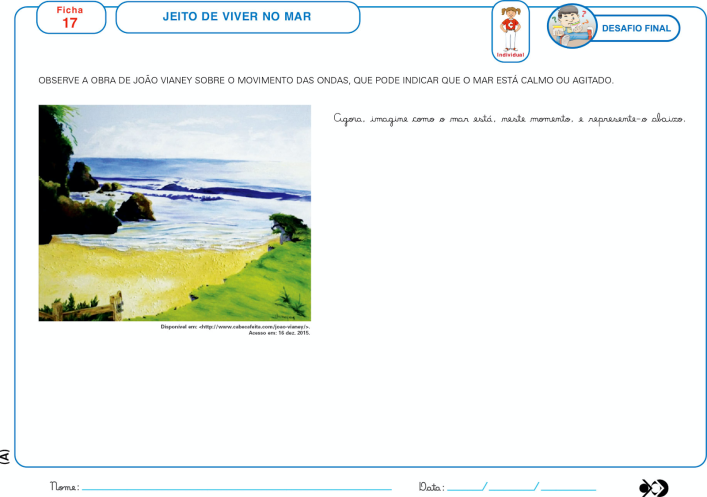 Ficha
17
JEITO DE VIVER NO MAR
Individual
DESAFIO FINAL
OBSERVE A OBRA DE JOÃO VIANEY SOBRE O MOVIMENTO DAS ONDAS, QUE PODE INDICAR QUE O MAR ESTÁ CALMO OU AGITADO.
Agora, imagine como o mar está, neste momento, e represente-o abaixo.
Disponível em: <http://www.cabecafeita.com/joao-vianey/>.
Acesso em: 16 dez. 2015.
(A)
Nome:
Data: / /